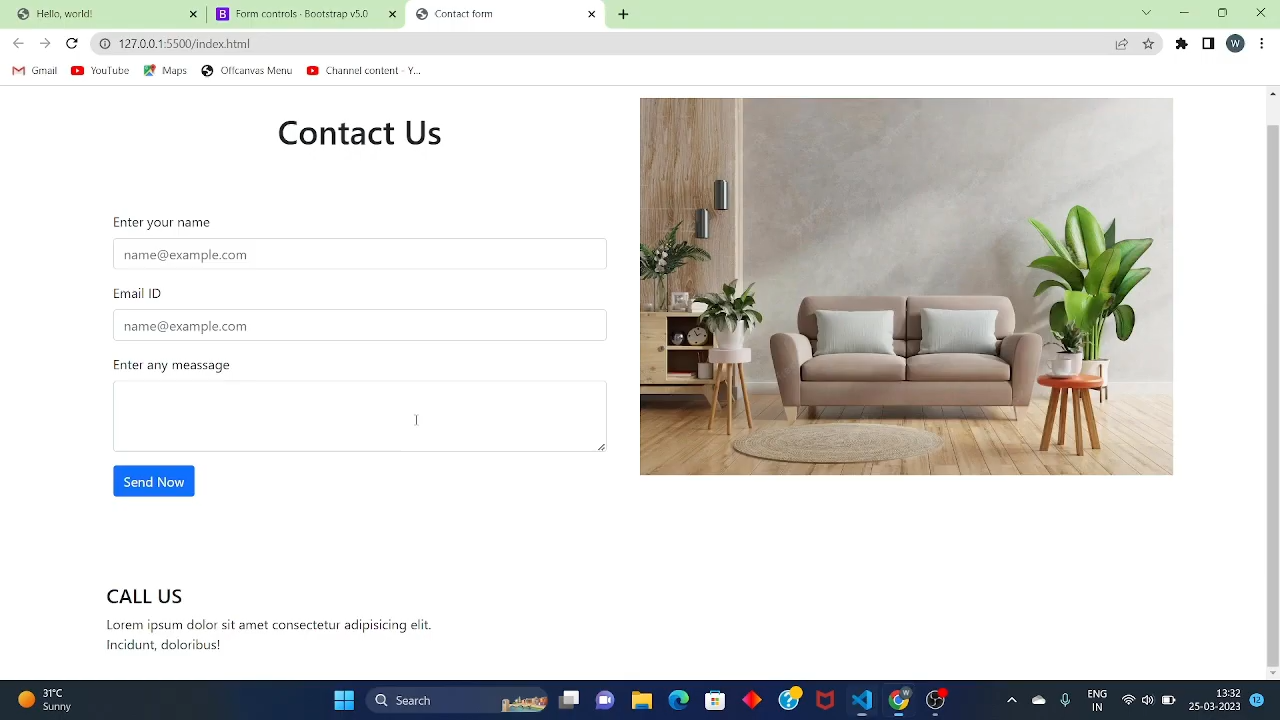 Hello, world!
Form controls · Bootstrap v5.0
Contact form
127.0.0.1:5500/index.html
W
Gmail
YouTube
Maps
Offcanvas Menu
Channel content - Y...
Contact Us
Enter your name
name@example.com
Email ID
name@example.com
Enter any meassage
Send Now
CALL US
Lorem ipsum dolor sit amet consectetur adipisicing elit.
Incidunt, doloribus!
31°C
Sunny
Search
ENG
IN
13:32
25-03-2023
12